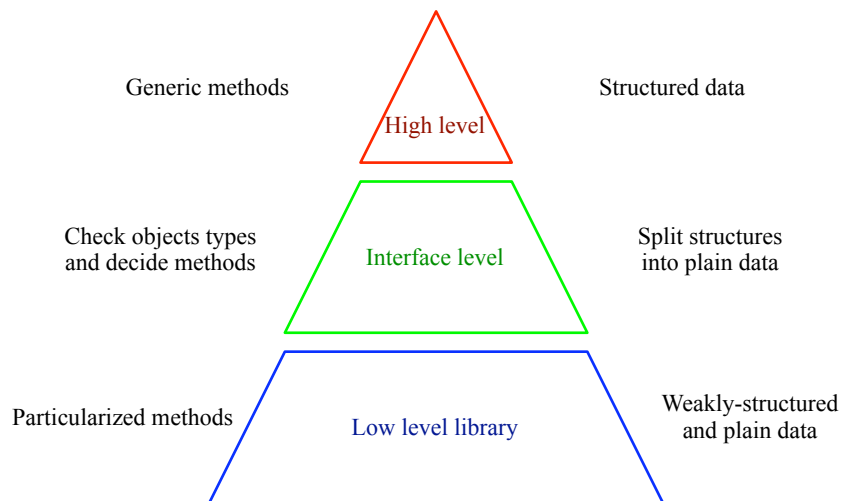 Generic methods
High level
Structured data
Check objects types
and decide methods
Interface level
Split structures
into plain data
Particularized methods
Low level library
Weakly-structured
and plain data